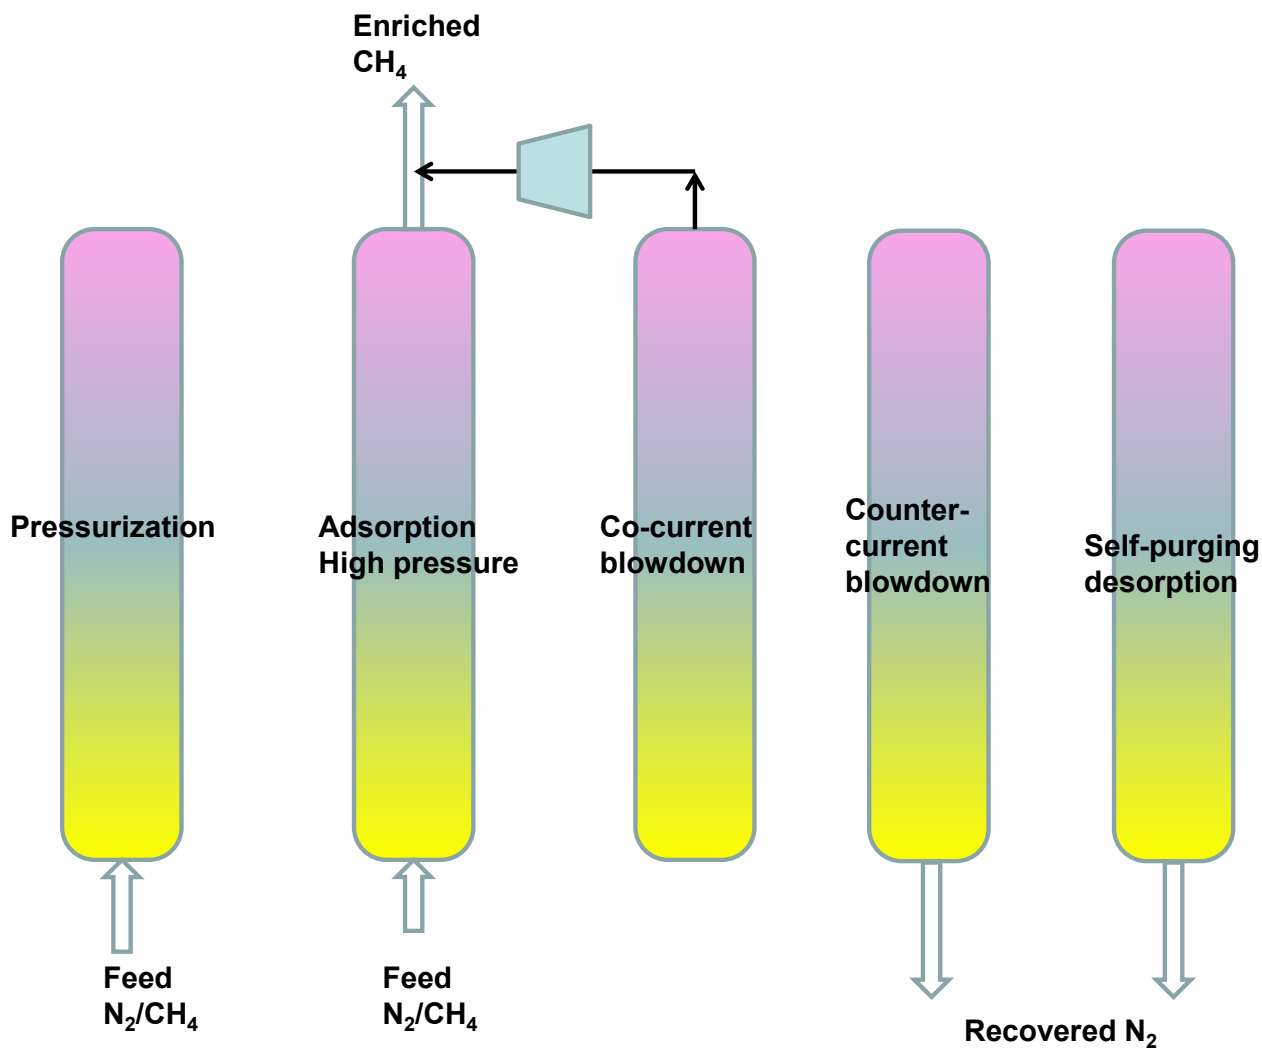 Enriched
CH₄
Pressurization
Adsorption
High pressure
Co-current
blowdown
Counter-
current
blowdown
Self-purging
desorption
Feed
N₂/CH₄
Feed
N₂/CH₄
Recovered N₂